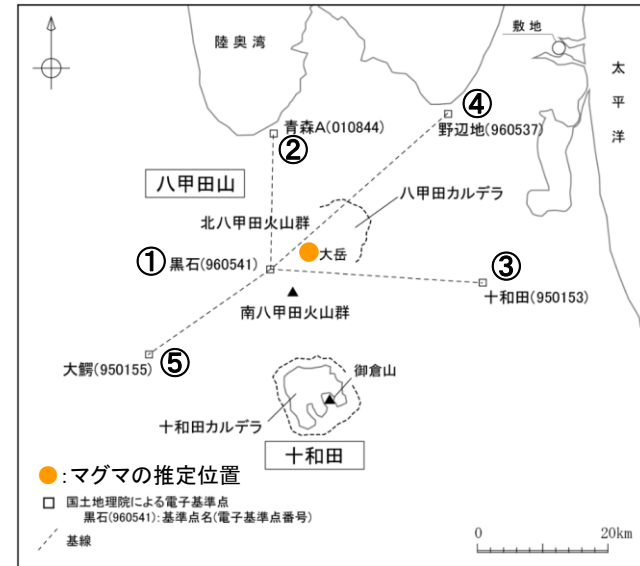 陸奥湾
敷地
太平洋
④
青森A(010844)
野辺地(960537)
②
八甲田山
八甲田カルデラ
北八甲田火山群
①
黒石(960541)
大岳
③
十和田(950153)
南八甲田火山群
大鰐(950155)
⑤
御倉山
十和田カルデラ
十和田
:マグマの推定位置
国土地理院による電子基準点
黒石(960541):基準点名(電子基準点番号)
基線
0 20km